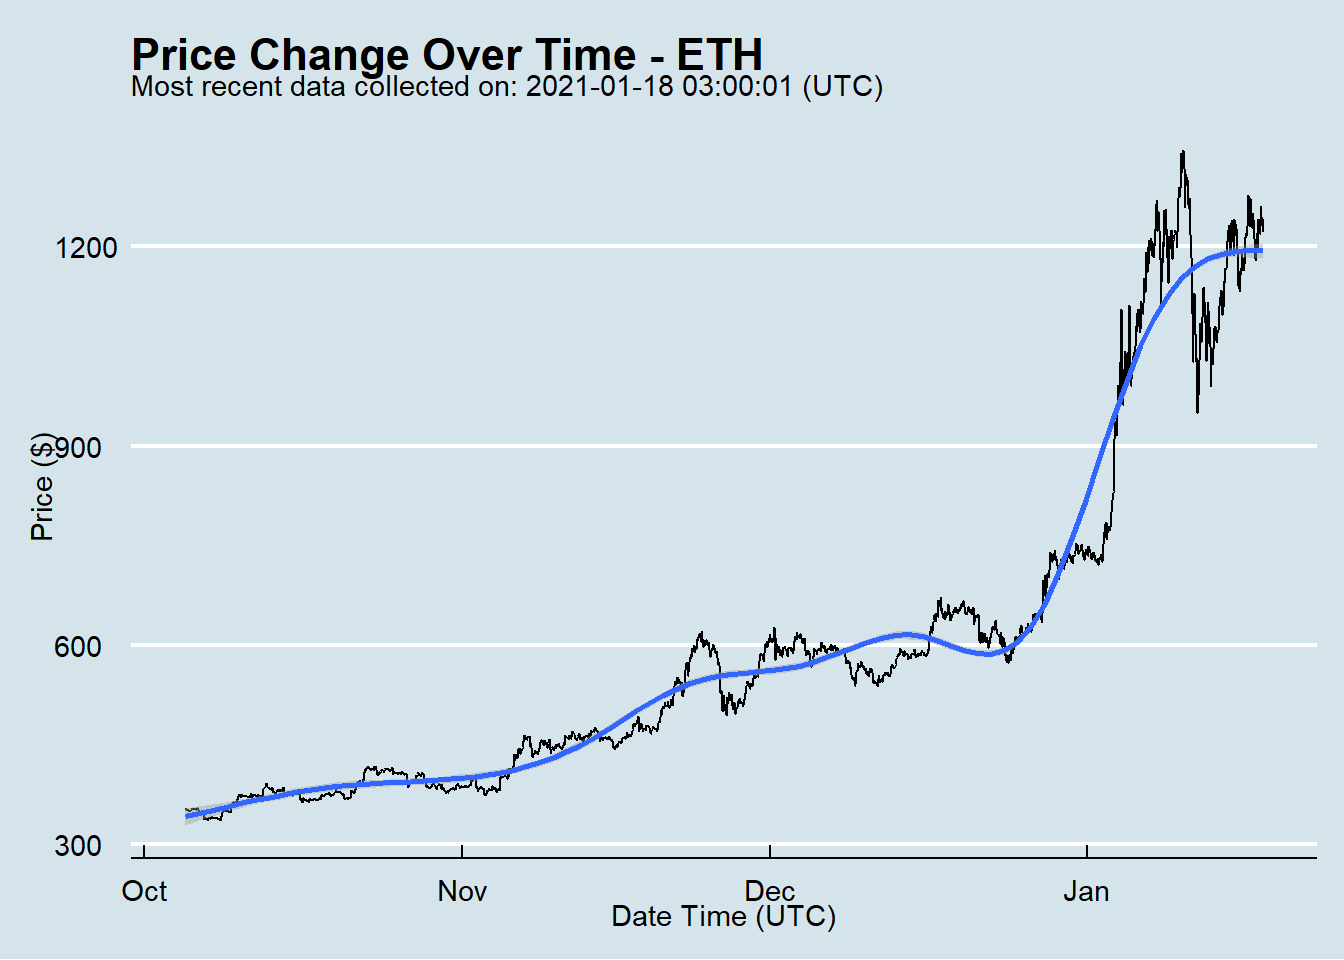 Price Change Over Time - ETH
Most recent data collected on: 2021-01-18 03:00:01 (UTC)
1200
900
600
300
Price ($)
Oct Nov Dec Jan
Date Time (UTC)